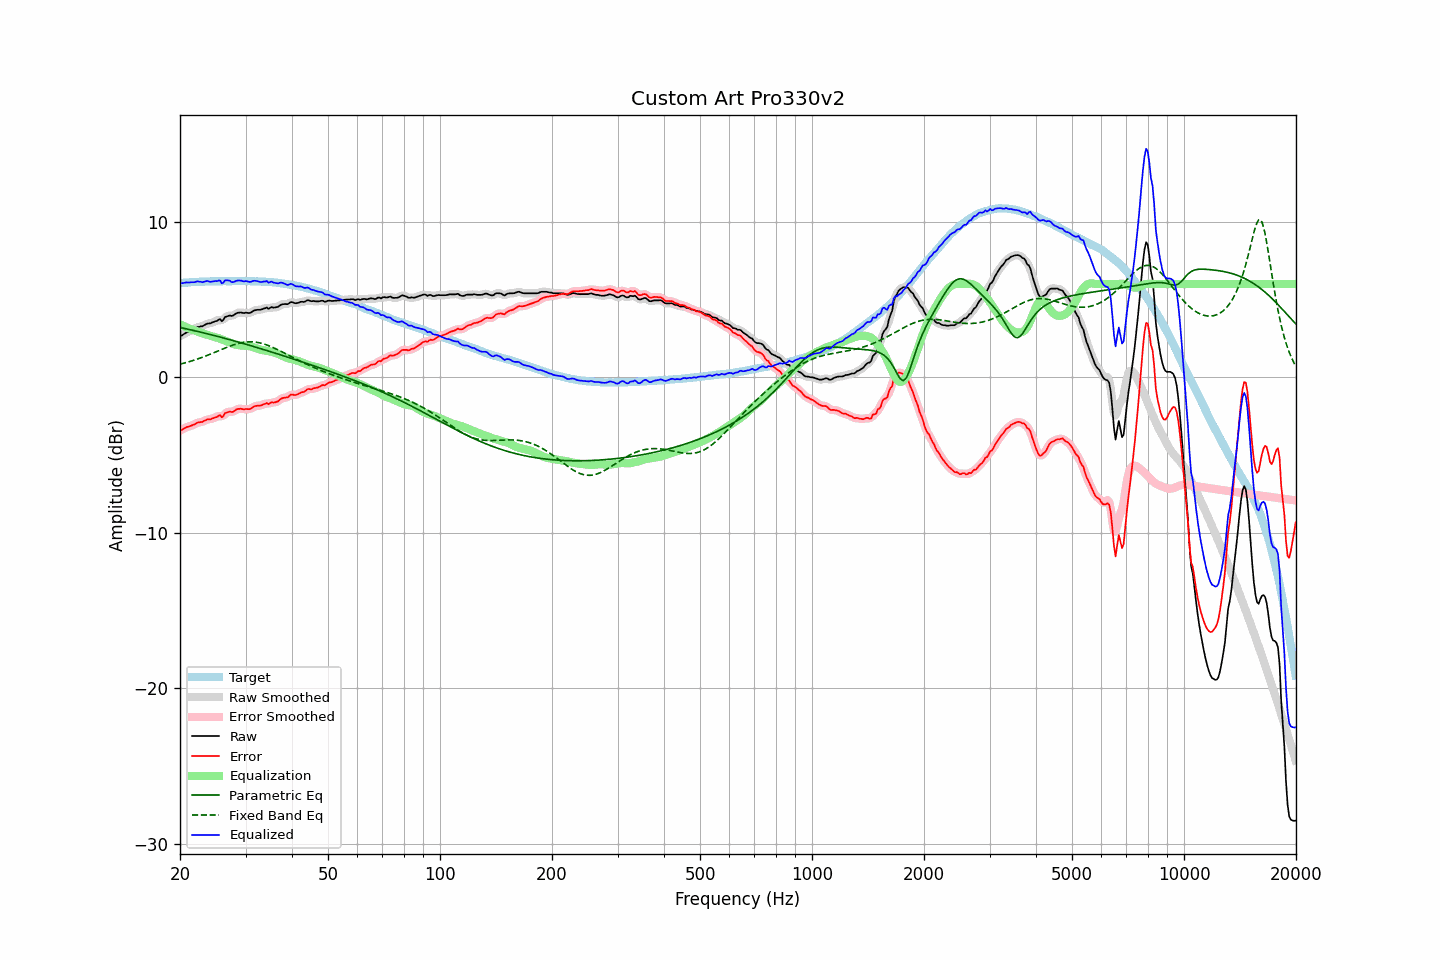 Custom Art Pro330v2
Amplitude (dBr)
10
0
−10
−20
−30
Target
Raw Smoothed
Error Smoothed
Raw
Error
Equalization
Parametric Eq
Fixed Band Eq
Equalized
20 50 100 200 500 1000 2000 5000 10000 20000
Frequency (Hz)